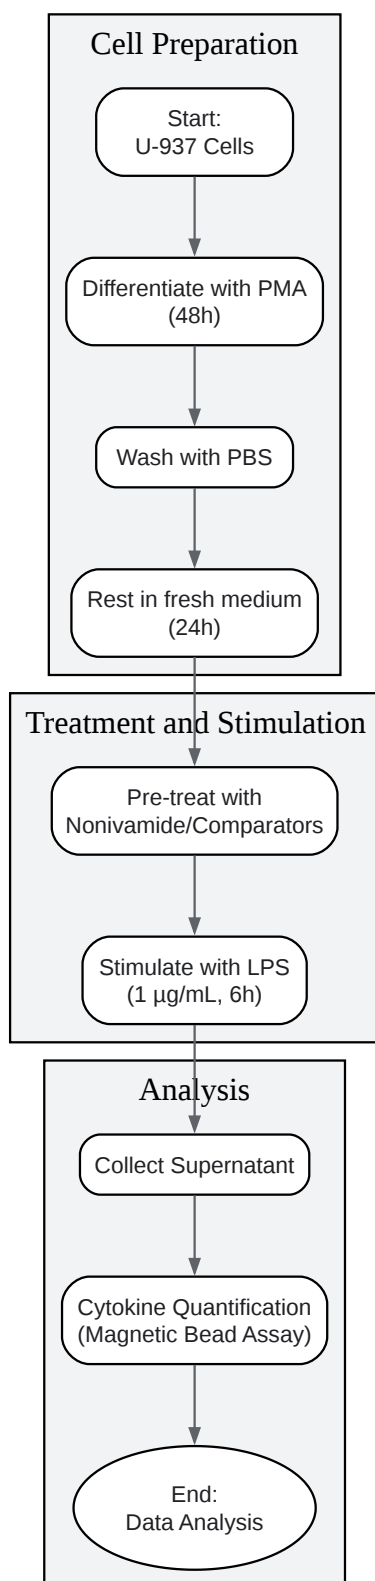 Cell Preparation
Start:
U-937 Cells
Differentiate with PMA
(48h)
Wash with PBS
Rest in fresh medium
(24h)
Treatment and Stimulation
Pre-treat with
Nonivamide/Comparators
Stimulate with LPS
(1 µg/mL, 6h)
Analysis
Collect Supernatant
Cytokine Quantification
(Magnetic Bead Assay)
End:
Data Analysis